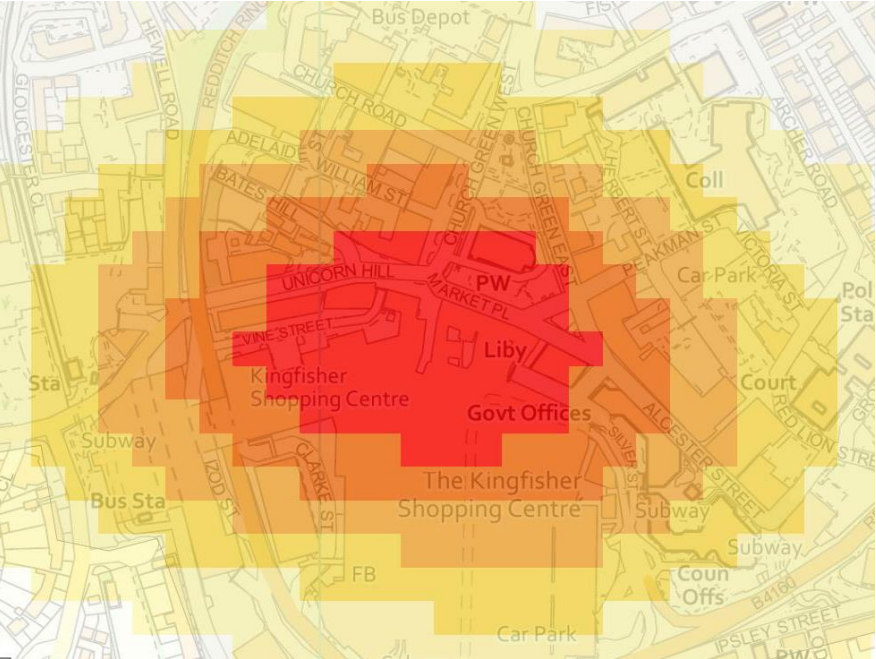 Bus Depot
FIS
HEWELL ROAD
REDDITCH RING
GLOUCESTER CL
CHURCH ROAD
CHURCH GREEN WEST
ARCHER ROAD
ADELAID
ST
WILLIAM ST
BATES HILL
CHURCH GREEN EAST
HERBERT S
Coll
PEAKMAN ST
VICTORIA ST
UNICORN HILL
MARKET PL
PW
Car Park
Pol
Sta
VINE STREET
Liby
Sta
Kingfisher
Shopping Centre
Court
Govt Offices
RED LION
ALCESTER STREET
SILVER ST
Subway
STRE
CLARKE ST
IZOD ST
The Kingfisher
Shopping Centre
Bus Sta
Subway
Subway
FB
Coun
Offs
B4160
Car Park
IPSLEY STREET
PW